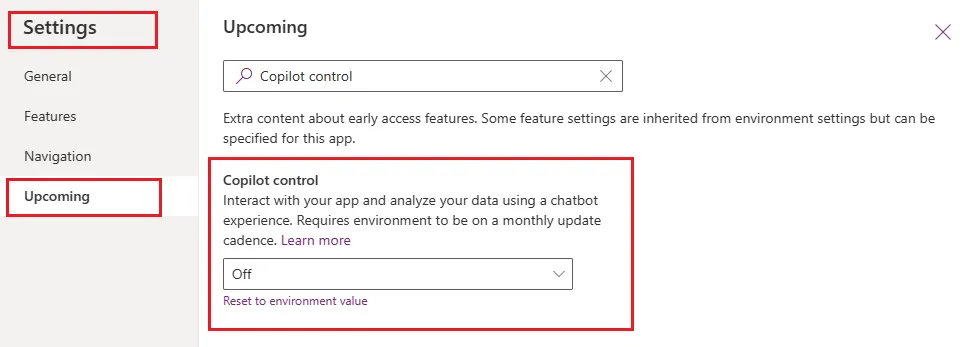 Settings
General
Features
Navigation
Upcoming
Upcoming
Copilot control
Extra content about early access features. Some feature settings are inherited from environment settings but can be
specified for this app.
Copilot control
Interact with your app and analyze your data using a chatbot
experience. Requires environment to be on a monthly update
cadence. Learn more
Off
Reset to environment value